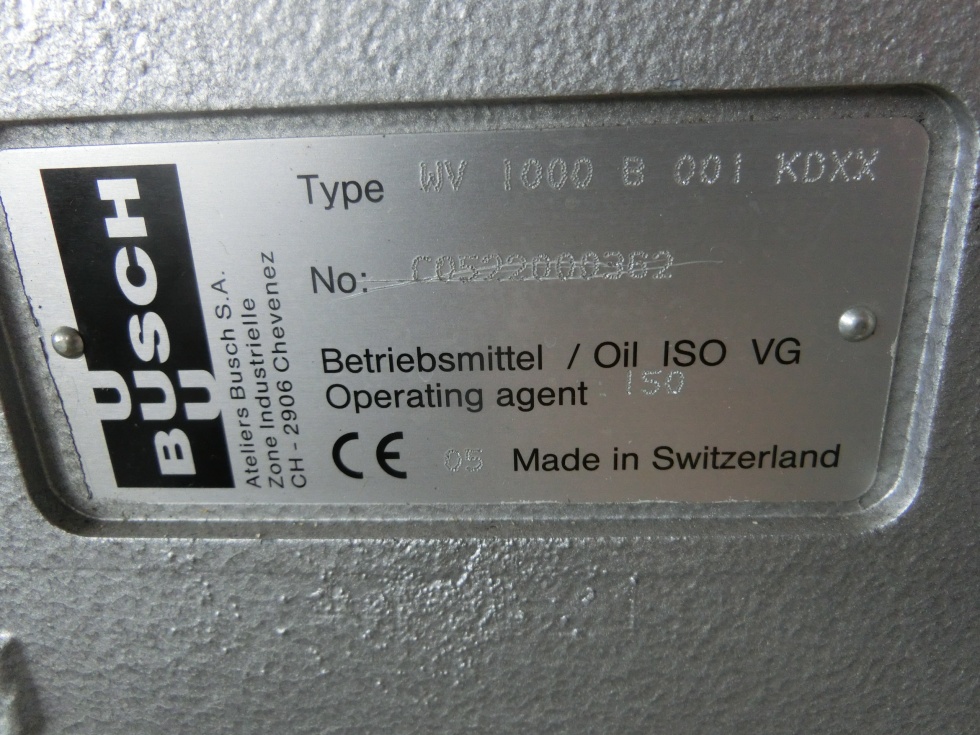 BUSCH
Ateliers Busch S.A.
Zone Industrielle
CH - 2906 Chevenez
Type WV 1000 B 001 KDXX
No: C0522000362
Betriebsmittel / Oil ISO VG
Operating agent 150
CE 05 Made in Switzerland